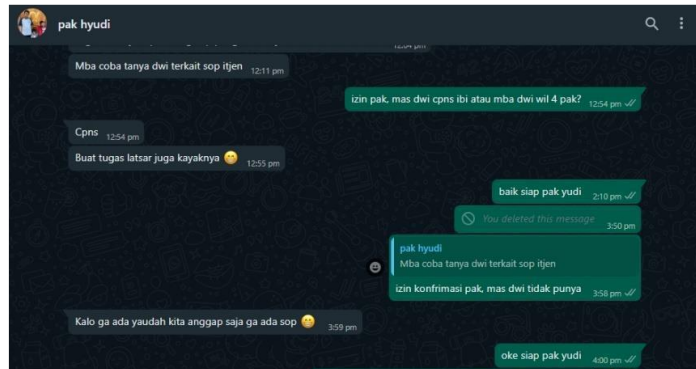 pak hyudi
12:04 pm
Mba coba tanya dwi terkait sop itjen 12:11 pm
izin pak, mas dwi cpns ibi atau mba dwi wil 4 pak? 12:54 pm
Cpns 12:54 pm
Buat tugas latsar juga kayaknya 😁 12:55 pm
baik siap pak yudi 2:10 pm
You deleted this message 3:50 pm
pak hyudi
Mba coba tanya dwi terkait sop itjen
izin konfrimasi pak, mas dwi tidak punya 3:58 pm
Kalo ga ada yaudah kita anggap saja ga ada sop 😁 3:59 pm
oke siap pak yudi 4:00 pm